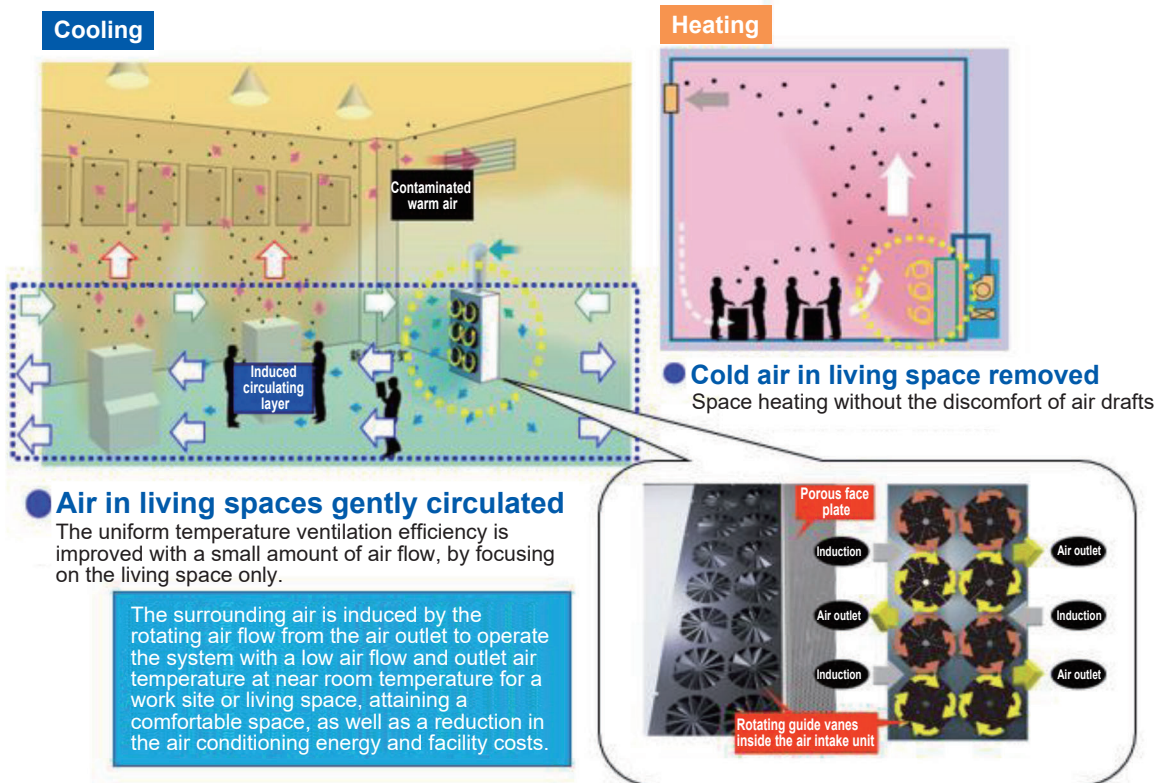 Cooling
Heating
Contaminated
warm air
Induced
circulating
layer
Cold air in living space removed
Space heating without the discomfort of air drafts
Air in living spaces gently circulated
The uniform temperature ventilation efficiency is
improved with a small amount of air flow, by focusing
on the living space only.
The surrounding air is induced by the
rotating air flow from the air outlet to operate
the system with a low air flow and outlet air
temperature at near room temperature for a
work site or living space, attaining a
comfortable space, as well as a reduction in
the air conditioning energy and facility costs.
Porous face
plate
Induction
Air outlet
Air outlet
Induction
Induction
Air outlet
Rotating guide vanes
inside the air intake unit